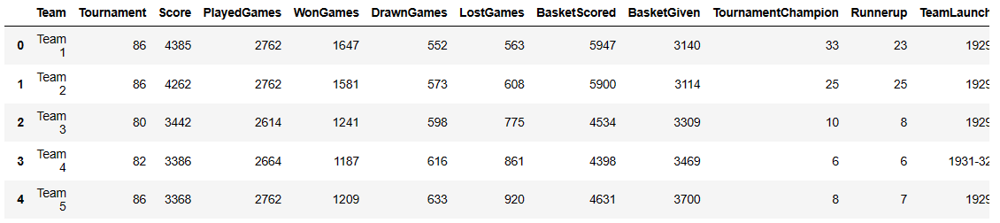 Team Tournament Score PlayedGames WonGames DrawnGames LostGames BasketScored BasketGiven TournamentChampion Runnerup TeamLaunch
0 Team 1 86 4385 2762 1647 552 563 5947 3140 33 23 1929
1 Team 2 86 4262 2762 1581 573 608 5900 3114 25 25 1929
2 Team 3 80 3442 2614 1241 598 775 4534 3309 10 8 1929
3 Team 4 82 3386 2664 1187 616 861 4398 3469 6 6 1931-32
4 Team 5 86 3368 2762 1209 633 920 4631 3700 8 7 1929